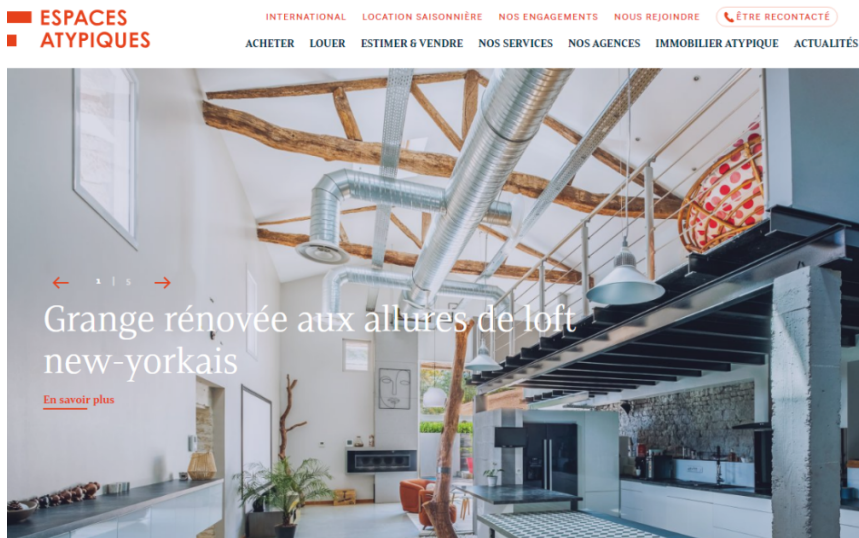 ESPACES
ATYPIQUES
INTERNATIONAL LOCATION SAISONNIÈRE NOS ENGAGEMENTS NOUS REJOINDRE ÊTRE RECONTACTÉ
ACHETER LOUER ESTIMER & VENDRE NOS SERVICES NOS AGENCES IMMOBILIER ATYPIQUE ACTUALITÉS
1 | 5
Grange rénovée aux allures de loft
new-yorkais
En savoir plus